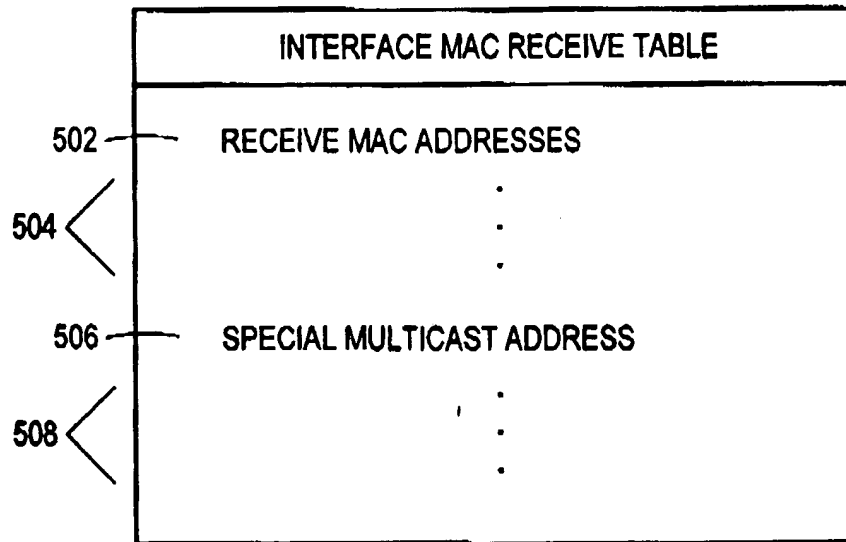 INTERFACE MAC RECEIVE TABLE
502 RECEIVE MAC ADDRESSES
504
506 SPECIAL MULTICAST ADDRESS
508